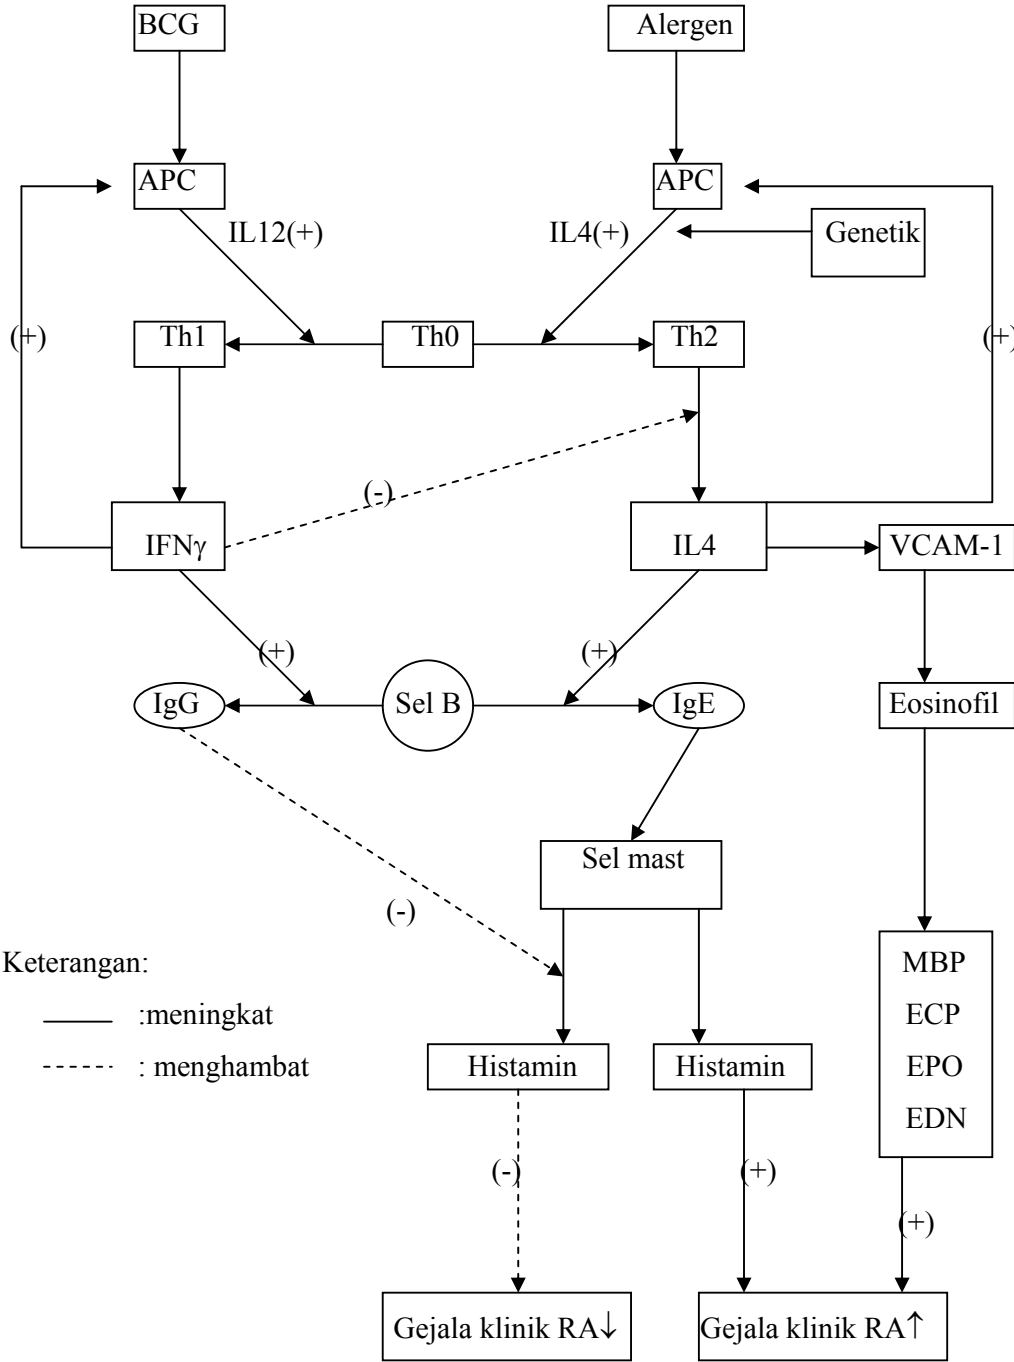 BCG
Alergen
APC
APC
IL12(+)
IL4(+)
Genetik
(+)
Th1
Th0
Th2
(+)
(-)
IFNγ
IL4
VCAM-1
(+)
(+)
IgG
Sel B
IgE
Eosinofil
Sel mast
(-)
Keterangan:
:meningkat
: menghambat
MBP
ECP
EPO
EDN
Histamin
Histamin
(-)
(+)
(+)
Gejala klinik RA↓
Gejala klinik RA↑